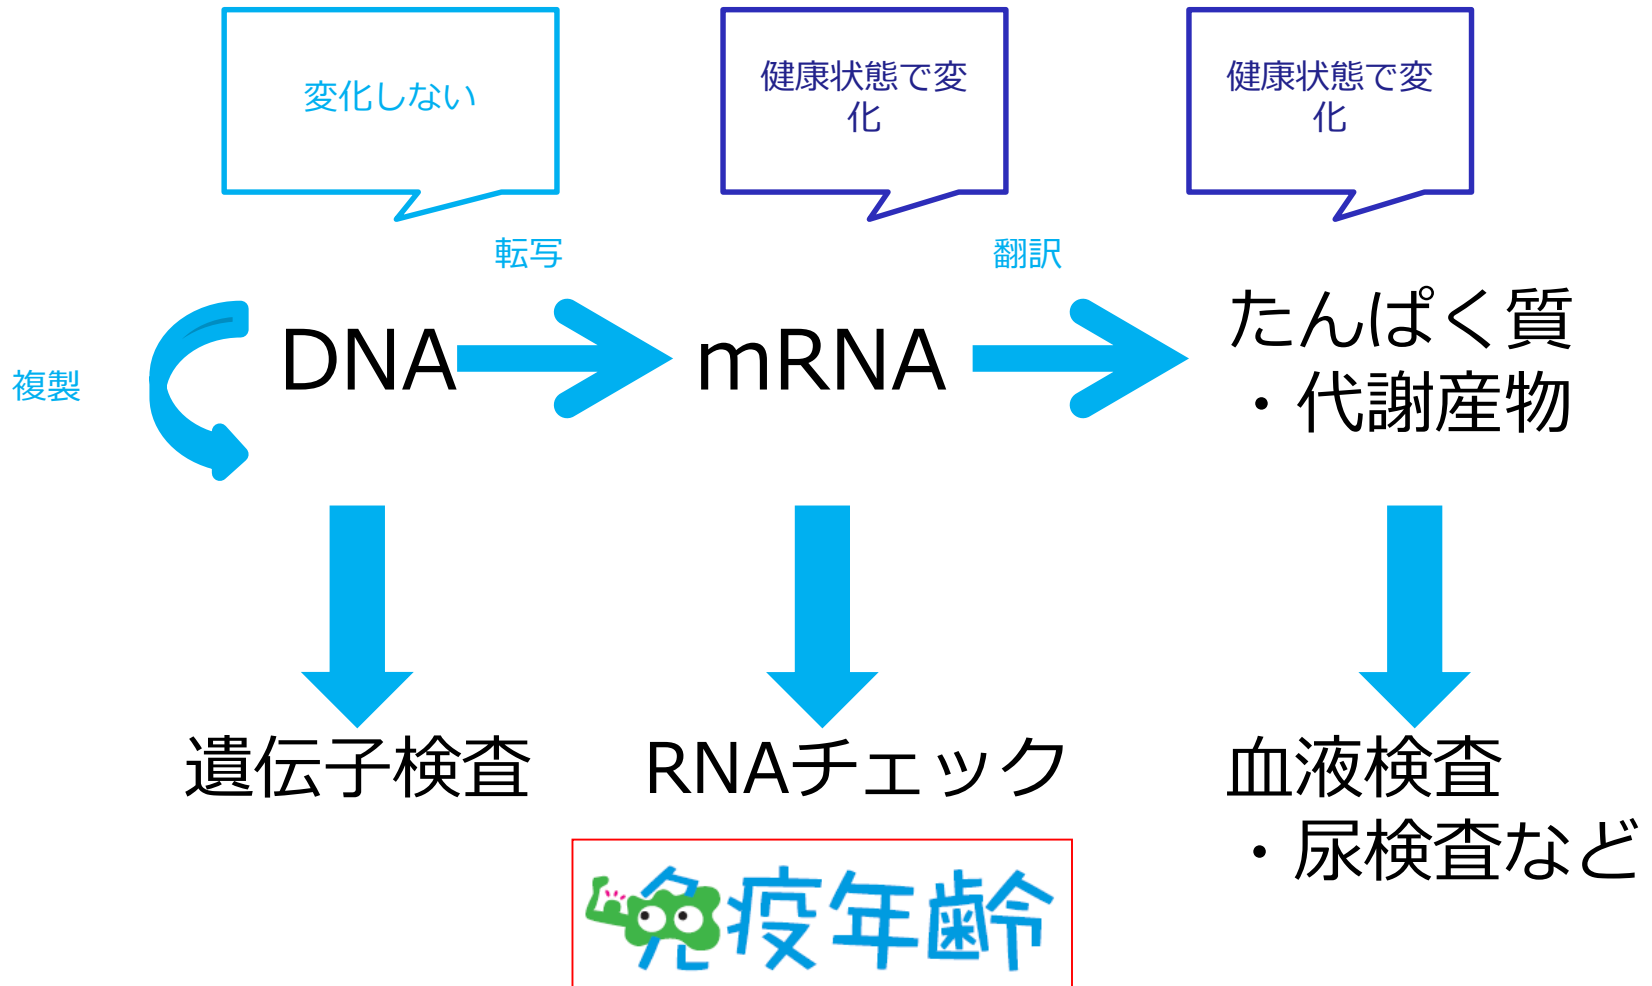 変化しない
健康状態で変
化
健康状態で変
化
転写
翻訳
複製
DNA
mRNA
たんぱく質
・代謝産物
遺伝子検査
RNAチェック
血液検査
・尿検査など
免疫年齢